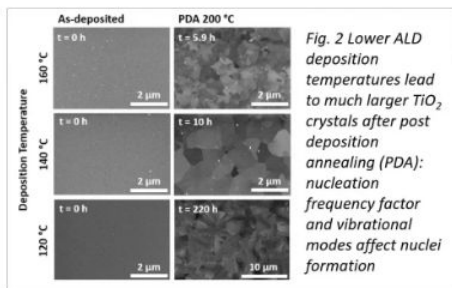 As-deposited
PDA 200 °C
Deposition Temperature
160 °C
t = 0 h
2 µm
t = 5.9 h
2 µm
140 °C
t = 0 h
2 µm
t = 10 h
2 µm
120 °C
t = 0 h
2 µm
t = 220 h
10 µm
Fig. 2 Lower ALD
deposition
temperatures lead
to much larger TiO₂
crystals after post
deposition
annealing (PDA):
nucleation
frequency factor
and vibrational
modes affect nuclei
formation